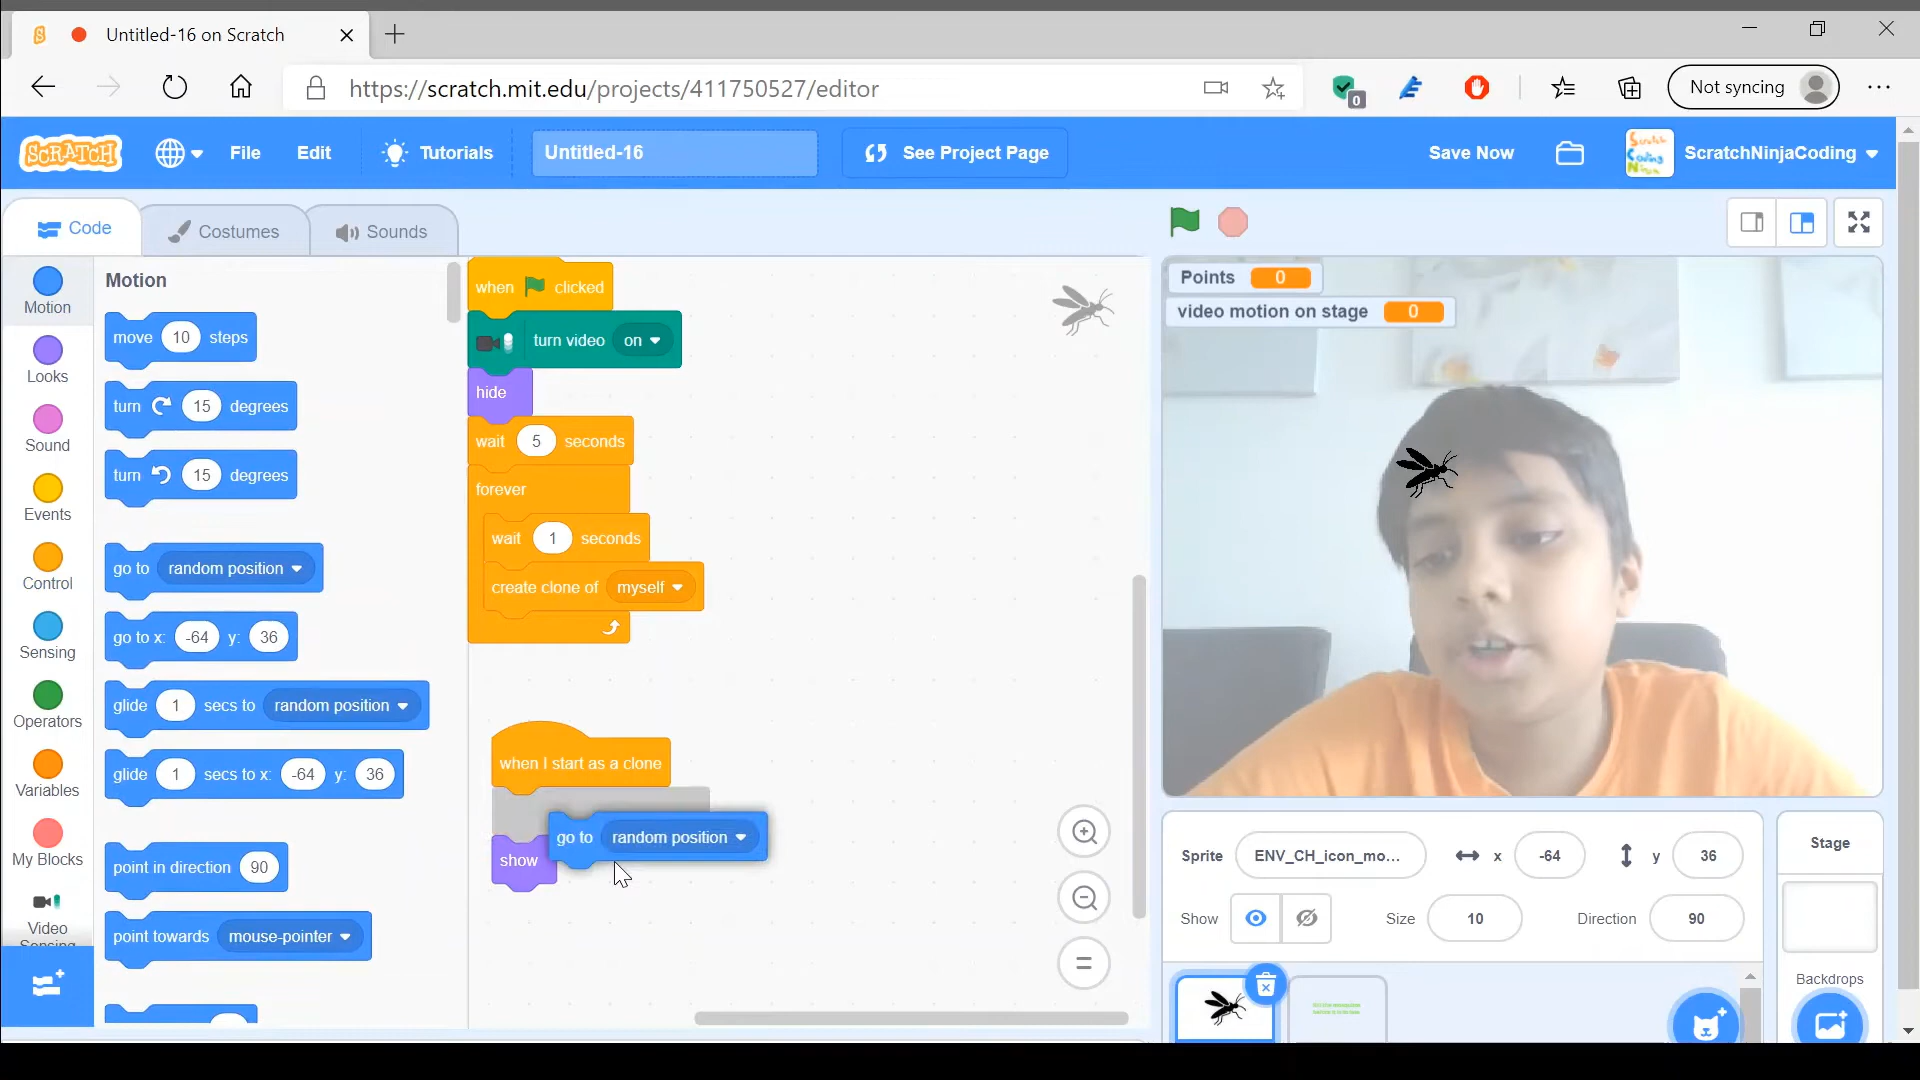 Untitled-16 on Scratch
https://scratch.mit.edu/projects/411750527/editor
0
Not syncing
SCRATCH
File
Edit
Tutorials
Untitled-16
See Project Page
Save Now
Scratch
Coding
Ninja
ScratchNinjaCoding
Code
Costumes
Sounds
Motion
Looks
Sound
Events
Control
Sensing
Operators
Variables
My Blocks
Video
Sensing
Motion
move 10 steps
turn 15 degrees
turn 15 degrees
go to random position
go to x: -64 y: 36
glide 1 secs to random position
glide 1 secs to x: -64 y: 36
point in direction 90
point towards mouse-pointer
when clicked
turn video on
hide
wait 5 seconds
forever
wait 1 seconds
create clone of myself
when I start as a clone
go to random position
show
Points 0
video motion on stage 0
Sprite ENV_CH_icon_mo... x -64 y 36
Show Size 10 Direction 90
Stage
Backdrops